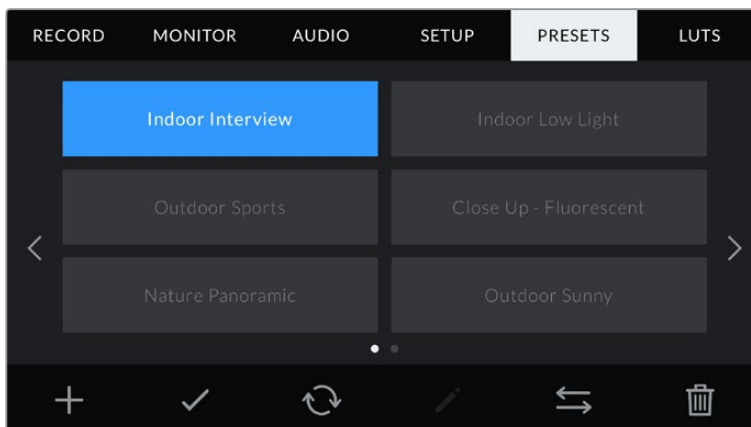 RECORD MONITOR AUDIO SETUP PRESETS LUTS
Indoor Interview Indoor Low Light
Outdoor Sports Close Up - Fluorescent
Nature Panoramic Outdoor Sunny